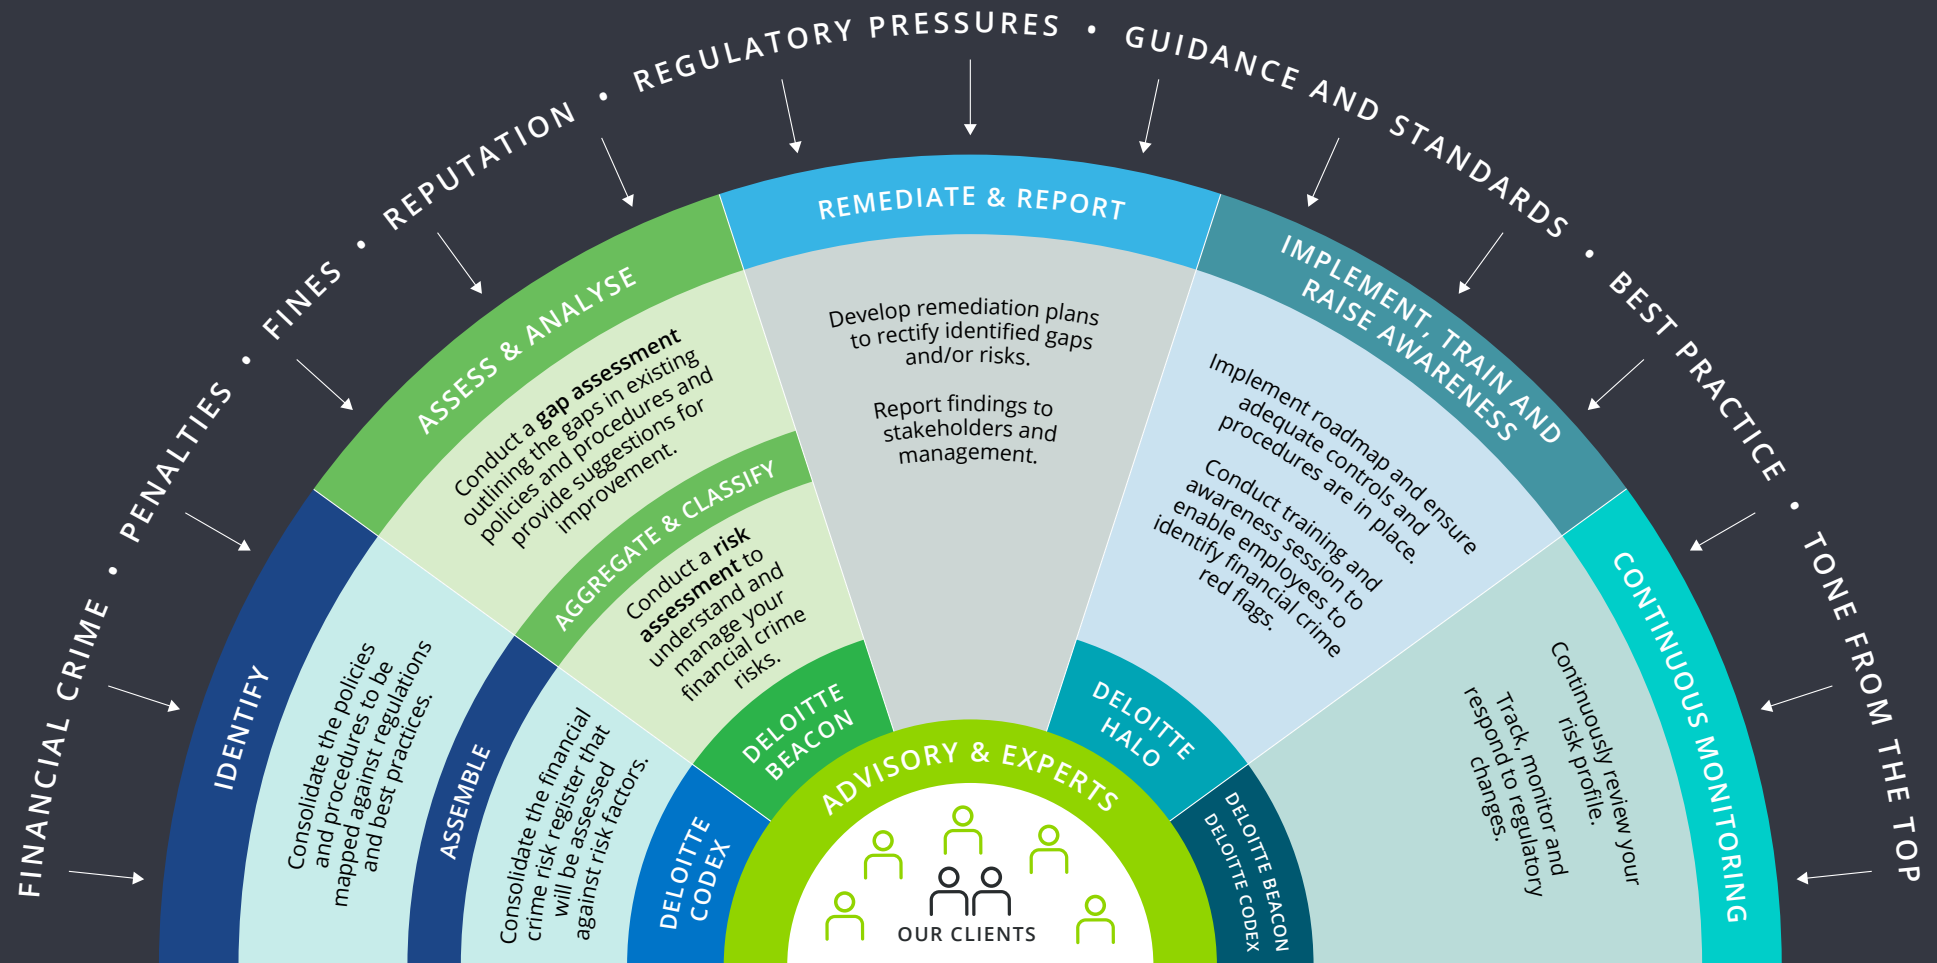 FINANCIAL CRIME • PENALTIES • FINES • REPUTATION • REGULATORY PRESSURES • GUIDANCE AND STANDARDS • BEST PRACTICE • TONE FROM THE TOP
IDENTIFY
Consolidate the policies
and procedures to be
mapped against regulations
and best practices.
ASSEMBLE
Consolidate the financial
crime risk register that
will be assessed
against risk factors.
DELOITTE
CODEX
ASSESS & ANALYSE
Conduct a gap assessment
outlining the gaps in existing
policies and procedures and
provide suggestions for
improvement.
AGGREGATE & CLASSIFY
Conduct a risk
assessment to
understand and
manage your
financial crime
risks.
DELOITTE
BEACON
REMEDIATE & REPORT
Develop remediation plans
to rectify identified gaps
and/or risks.
Report findings to
stakeholders and
management.
IMPLEMENT, TRAIN AND
RAISE AWARENESS
Implement roadmap and ensure
adequate controls and
procedures are in place.
Conduct training and
awareness session to
enable employees to
identify financial crime
red flags.
DELOITTE
HALO
CONTINUOUS MONITORING
Continuously review your
risk profile.
Track, monitor and
respond to regulatory
changes.
DELOITTE BEACON
DELOITTE CODEX
ADVISORY & EXPERTS
OUR CLIENTS